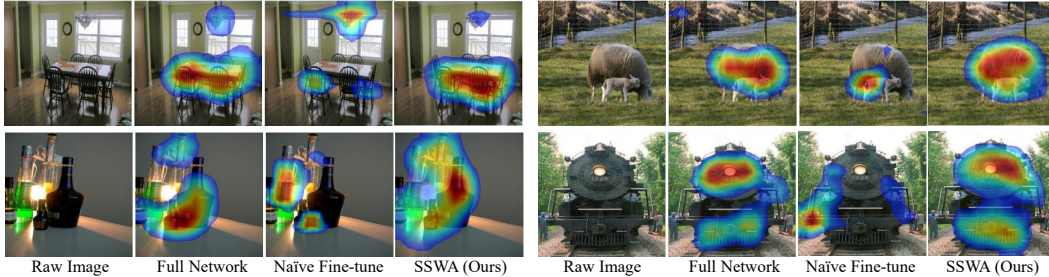 Raw Image Full Network Naïve Fine-tune SSWA (Ours) Raw Image Full Network Naïve Fine-tune SSWA (Ours)